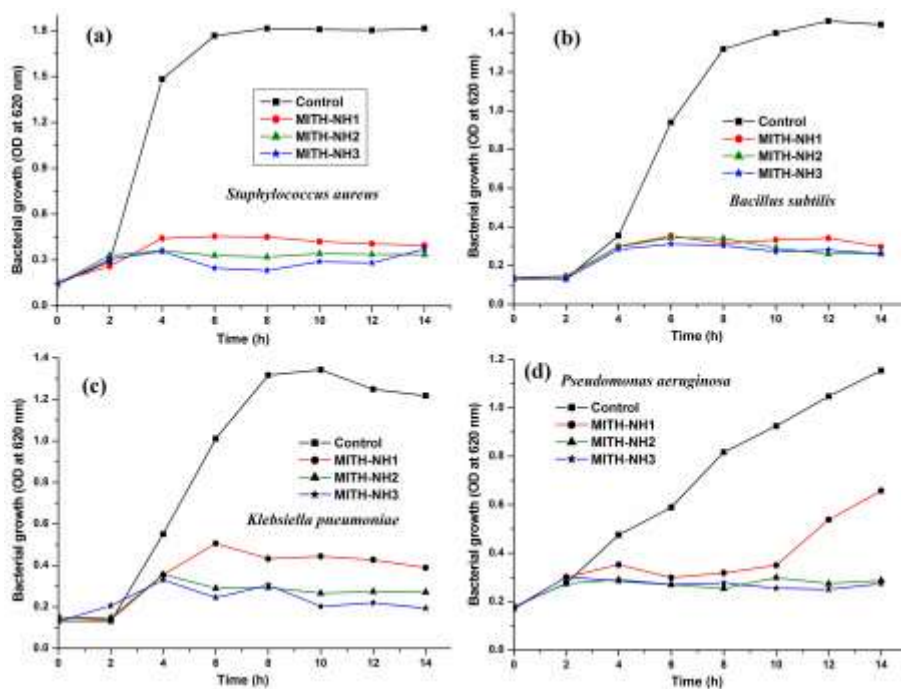 (a)
Bacterial growth (OD at 620 nm)
1.8
1.5
1.2
0.9
0.6
0.3
0.0
Control
MITH-NH1
MITH-NH2
MITH-NH3
Staphylococcus aureus
0 2 4 6 8 10 12 14
Time (h)
(b)
Bacterial growth (OD at 620 nm)
1.4
1.2
1.0
0.8
0.6
0.4
0.2
0.0
Control
MITH-NH1
MITH-NH2
MITH-NH3
Bacillus subtilis
0 2 4 6 8 10 12 14
Time (h)
(c)
Bacterial growth (OD at 620 nm)
1.4
1.2
1.0
0.8
0.6
0.4
0.2
0.0
Control
MITH-NH1
MITH-NH2
MITH-NH3
Klebsiella pneumoniae
0 2 4 6 8 10 12 14
Time (h)
(d)
Pseudomonas aeruginosa
Bacterial growth (OD at 620 nm)
1.2
1.0
0.8
0.6
0.4
0.2
0.0
Control
MITH-NH1
MITH-NH2
MITH-NH3
0 2 4 6 8 10 12 14
Time (h)